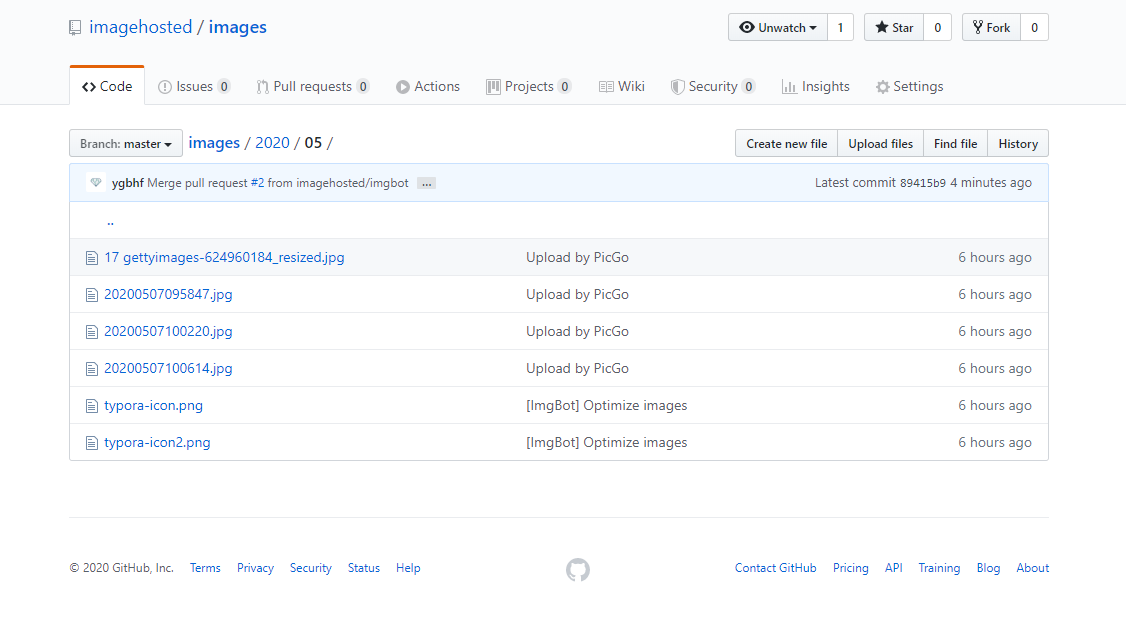 imagehosted / images
Unwatch 1 Star 0 Fork 0
Code Issues 0 Pull requests 0 Actions Projects 0 Wiki Security 0 Insights Settings
Branch: master images / 2020 / 05 / Create new file Upload files Find file History
ygbhf Merge pull request #2 from imagehosted/imgbot ... Latest commit 89415b9 4 minutes ago
..
17 gettyimages-624960184_resized.jpg Upload by PicGo 6 hours ago
20200507095847.jpg Upload by PicGo 6 hours ago
20200507100220.jpg Upload by PicGo 6 hours ago
20200507100614.jpg Upload by PicGo 6 hours ago
typora-icon.png [ImgBot] Optimize images 6 hours ago
typora-icon2.png [ImgBot] Optimize images 6 hours ago
© 2020 GitHub, Inc. Terms Privacy Security Status Help Contact GitHub Pricing API Training Blog About